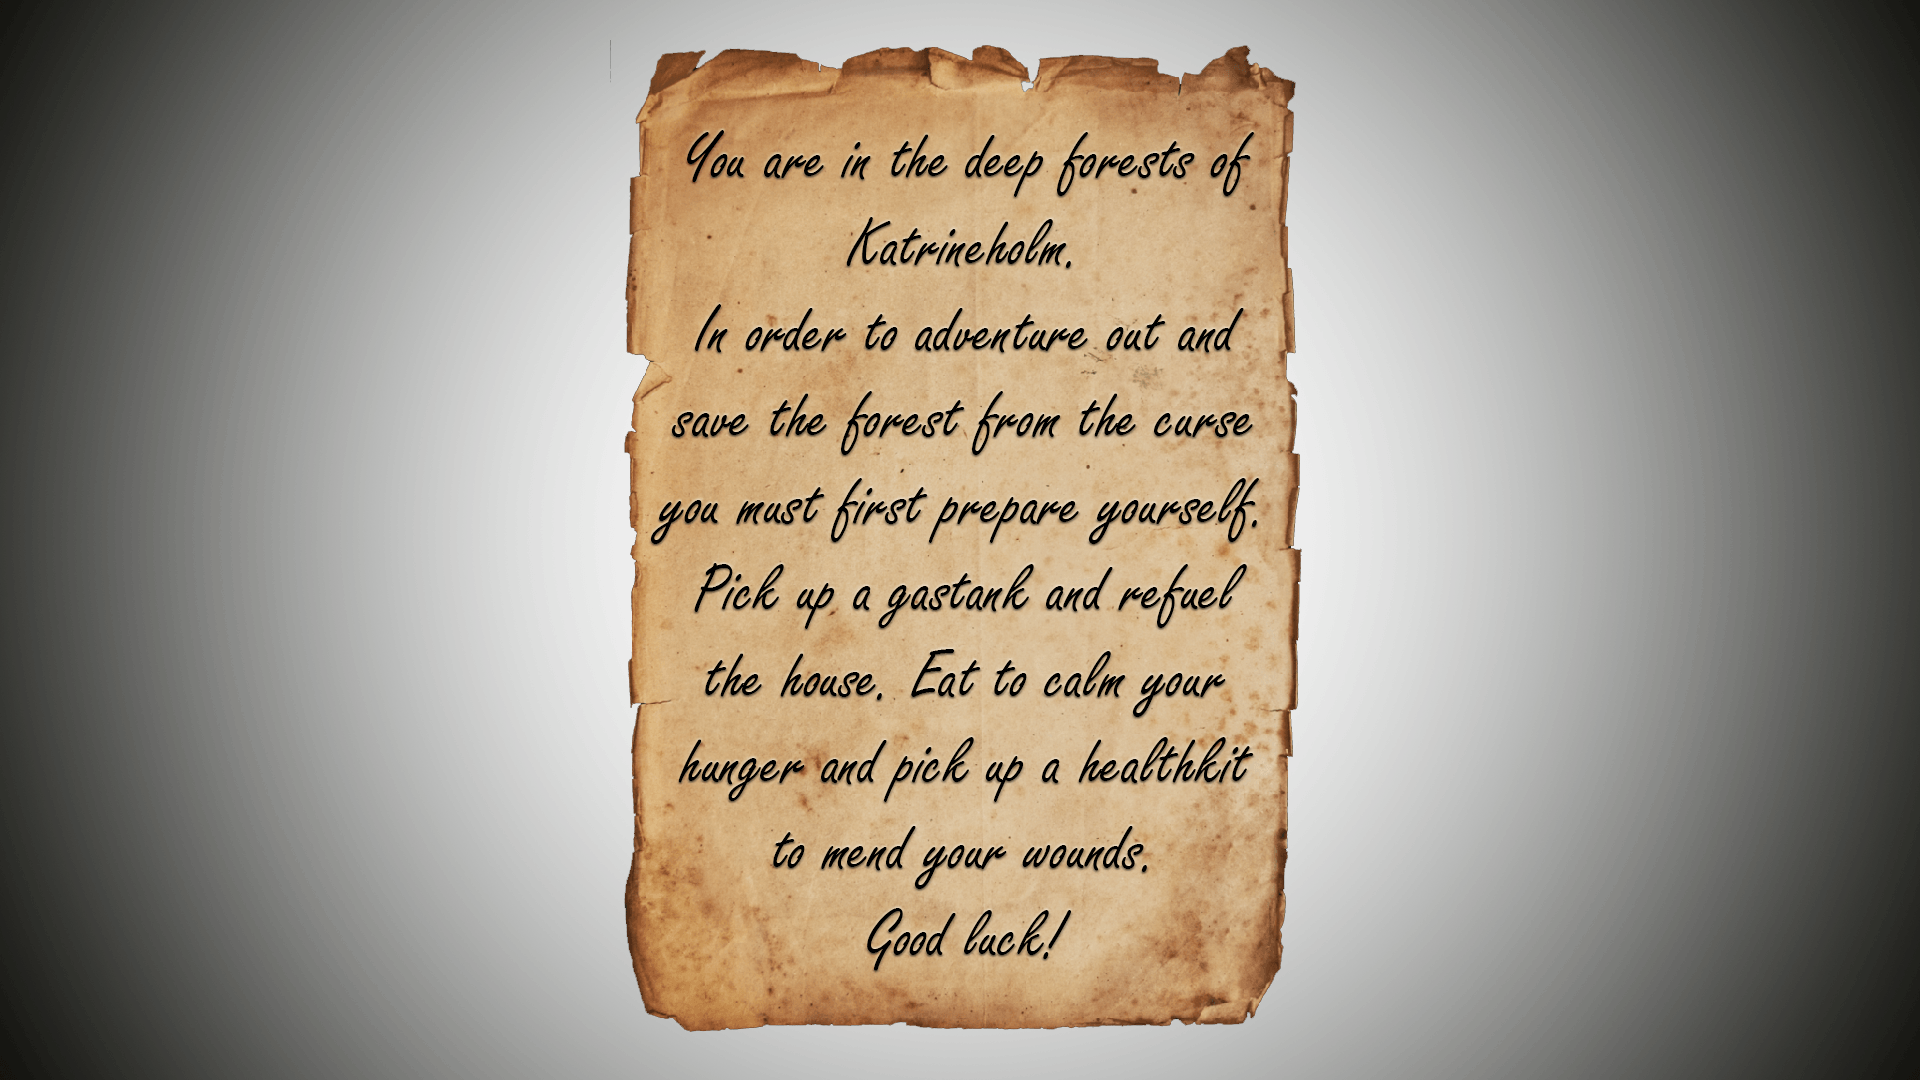 You are in the deep forests of
Katrineholm.
In order to adventure out and
save the forest from the curse
you must first prepare yourself.
Pick up a gastank and refuel
the house. Eat to calm your
hunger and pick up a healthkit
to mend your wounds.
Good luck!